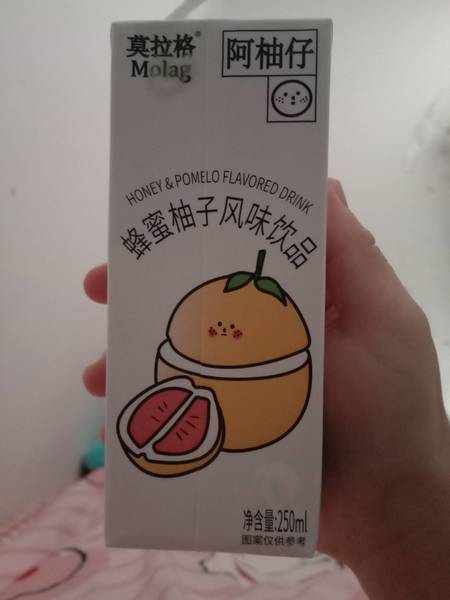 莫拉格®
Molag
阿柚仔
HONEY & POMELO FLAVORED DRINK
蜂蜜柚子风味饮品
净含量:250ml
图案仅供参考